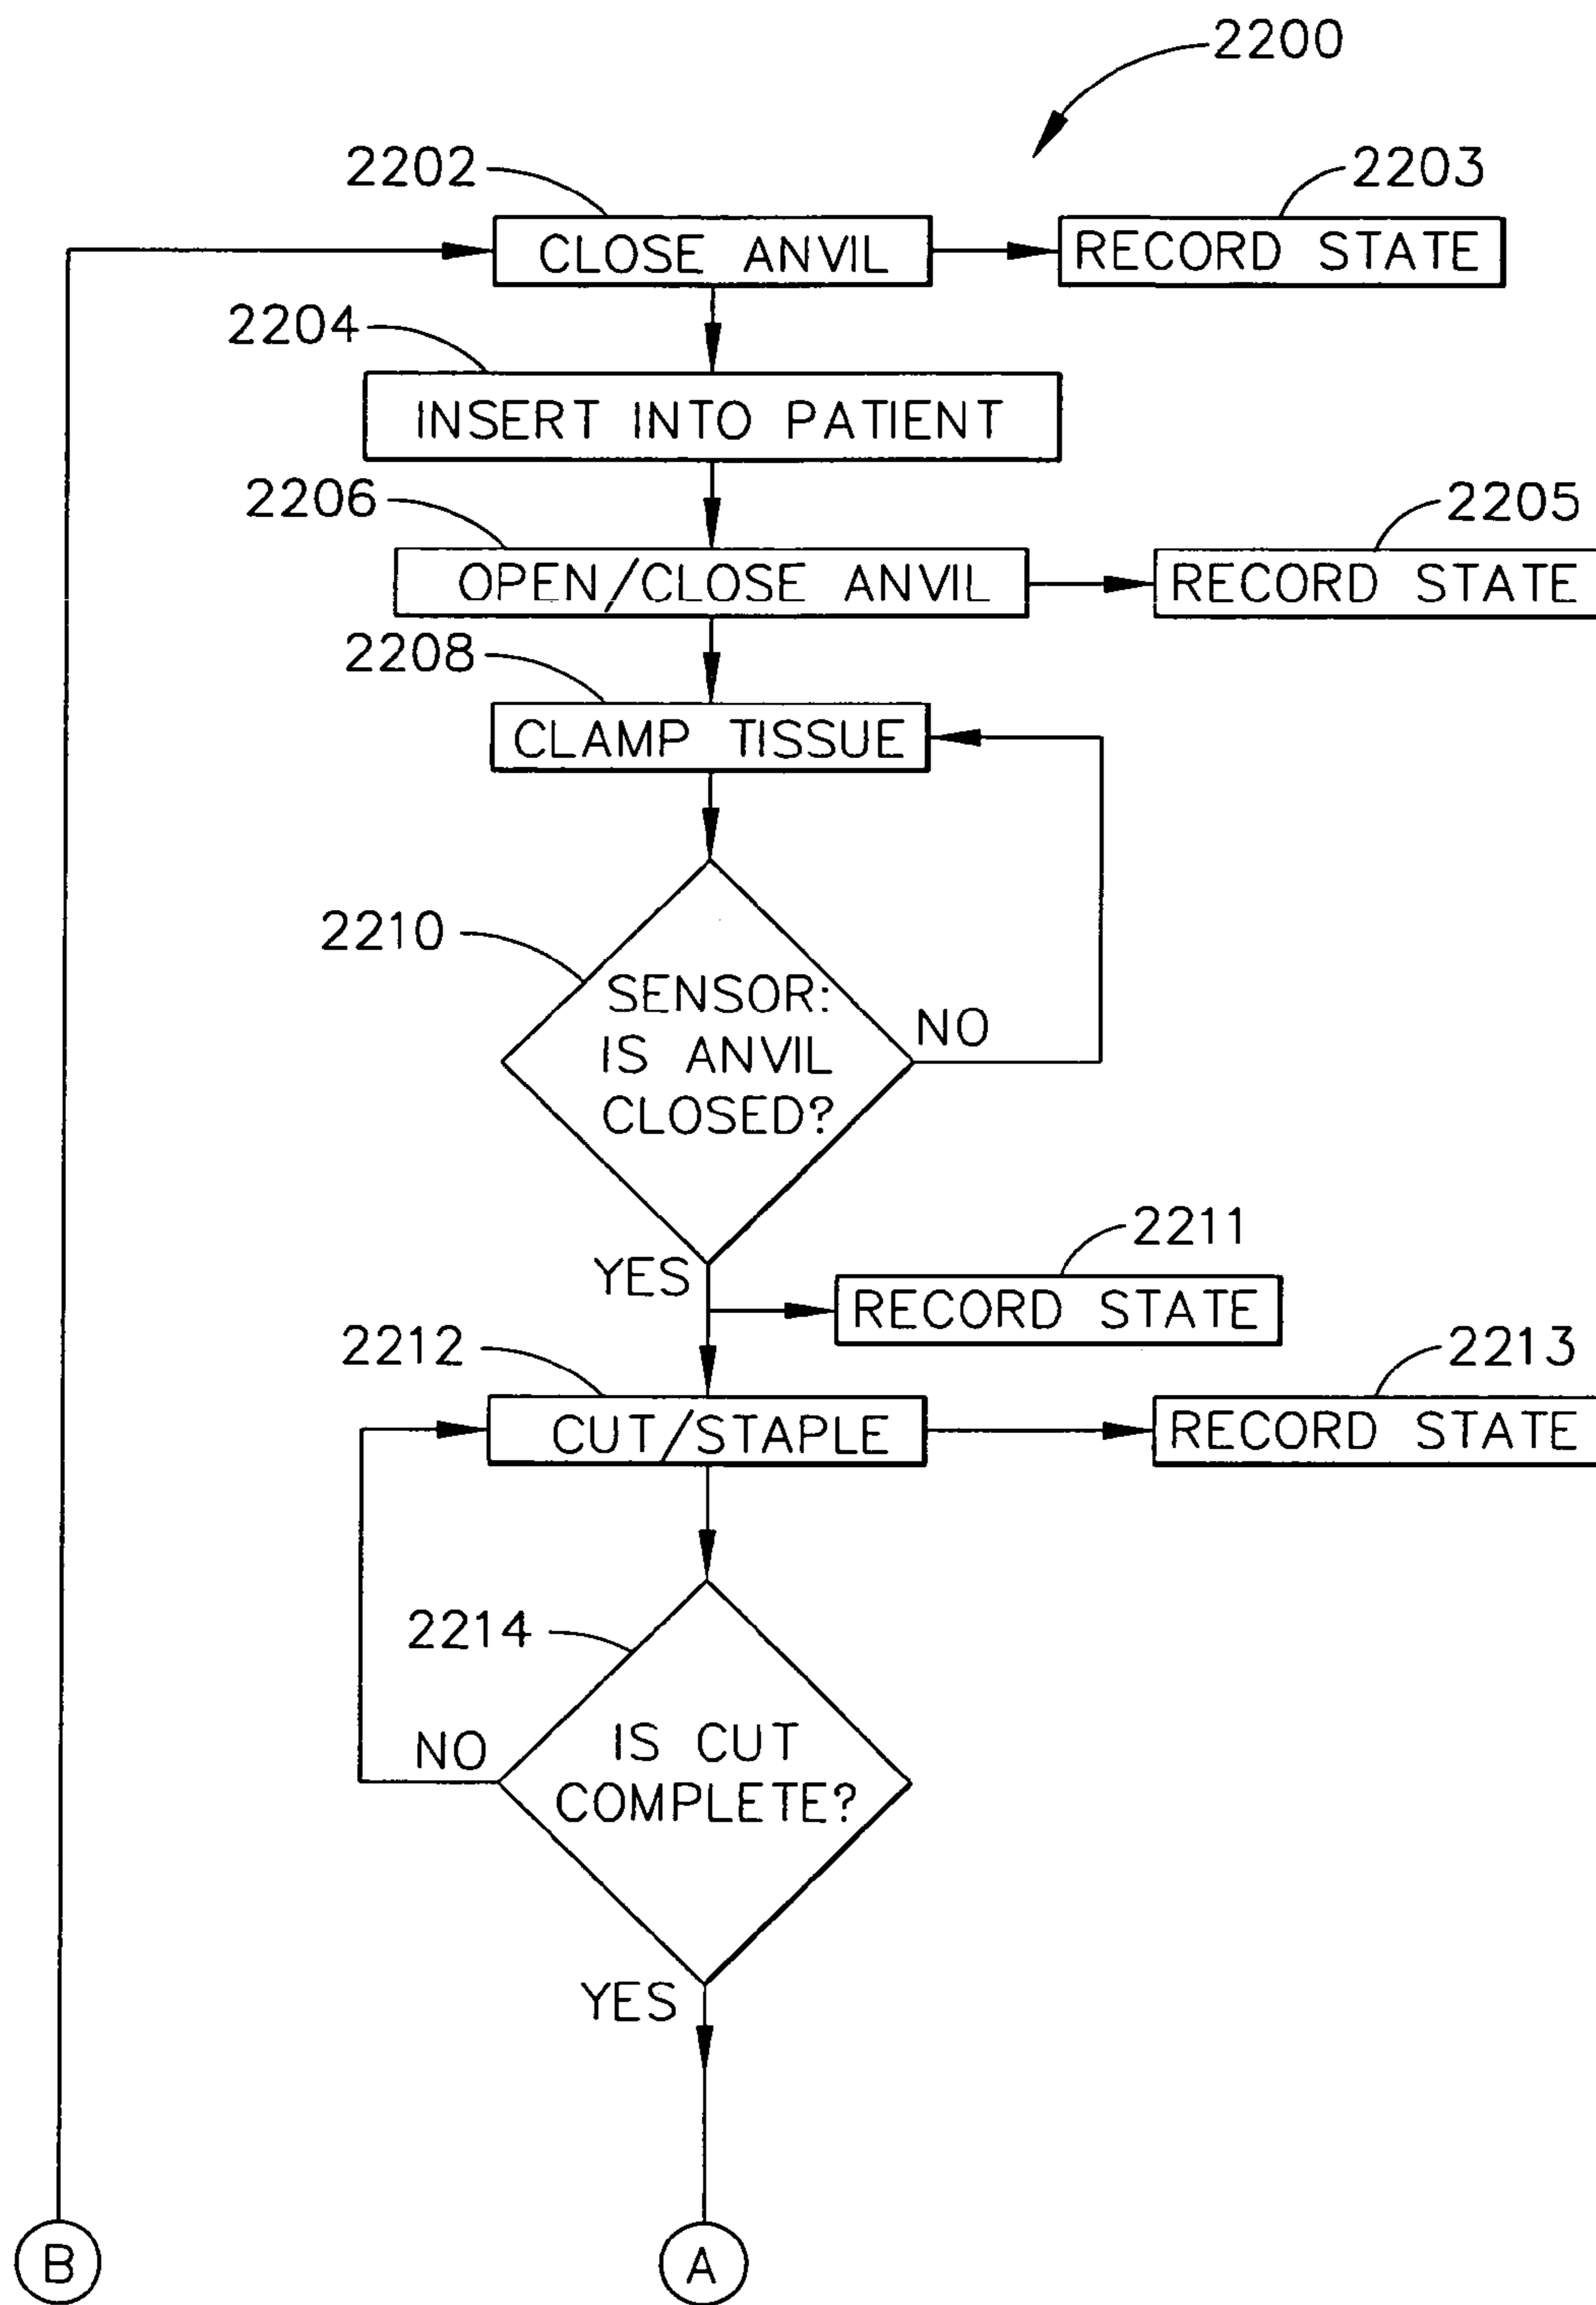 2200
2202
2203
CLOSE ANVIL
RECORD STATE
2204
INSERT INTO PATIENT
2206
2205
OPEN/CLOSE ANVIL
RECORD STATE
2208
CLAMP TISSUE
2210
SENSOR:
IS ANVIL
CLOSED?
NO
YES
2211
RECORD STATE
2212
2213
CUT/STAPLE
RECORD STATE
2214
NO
IS CUT
COMPLETE?
YES
B
A